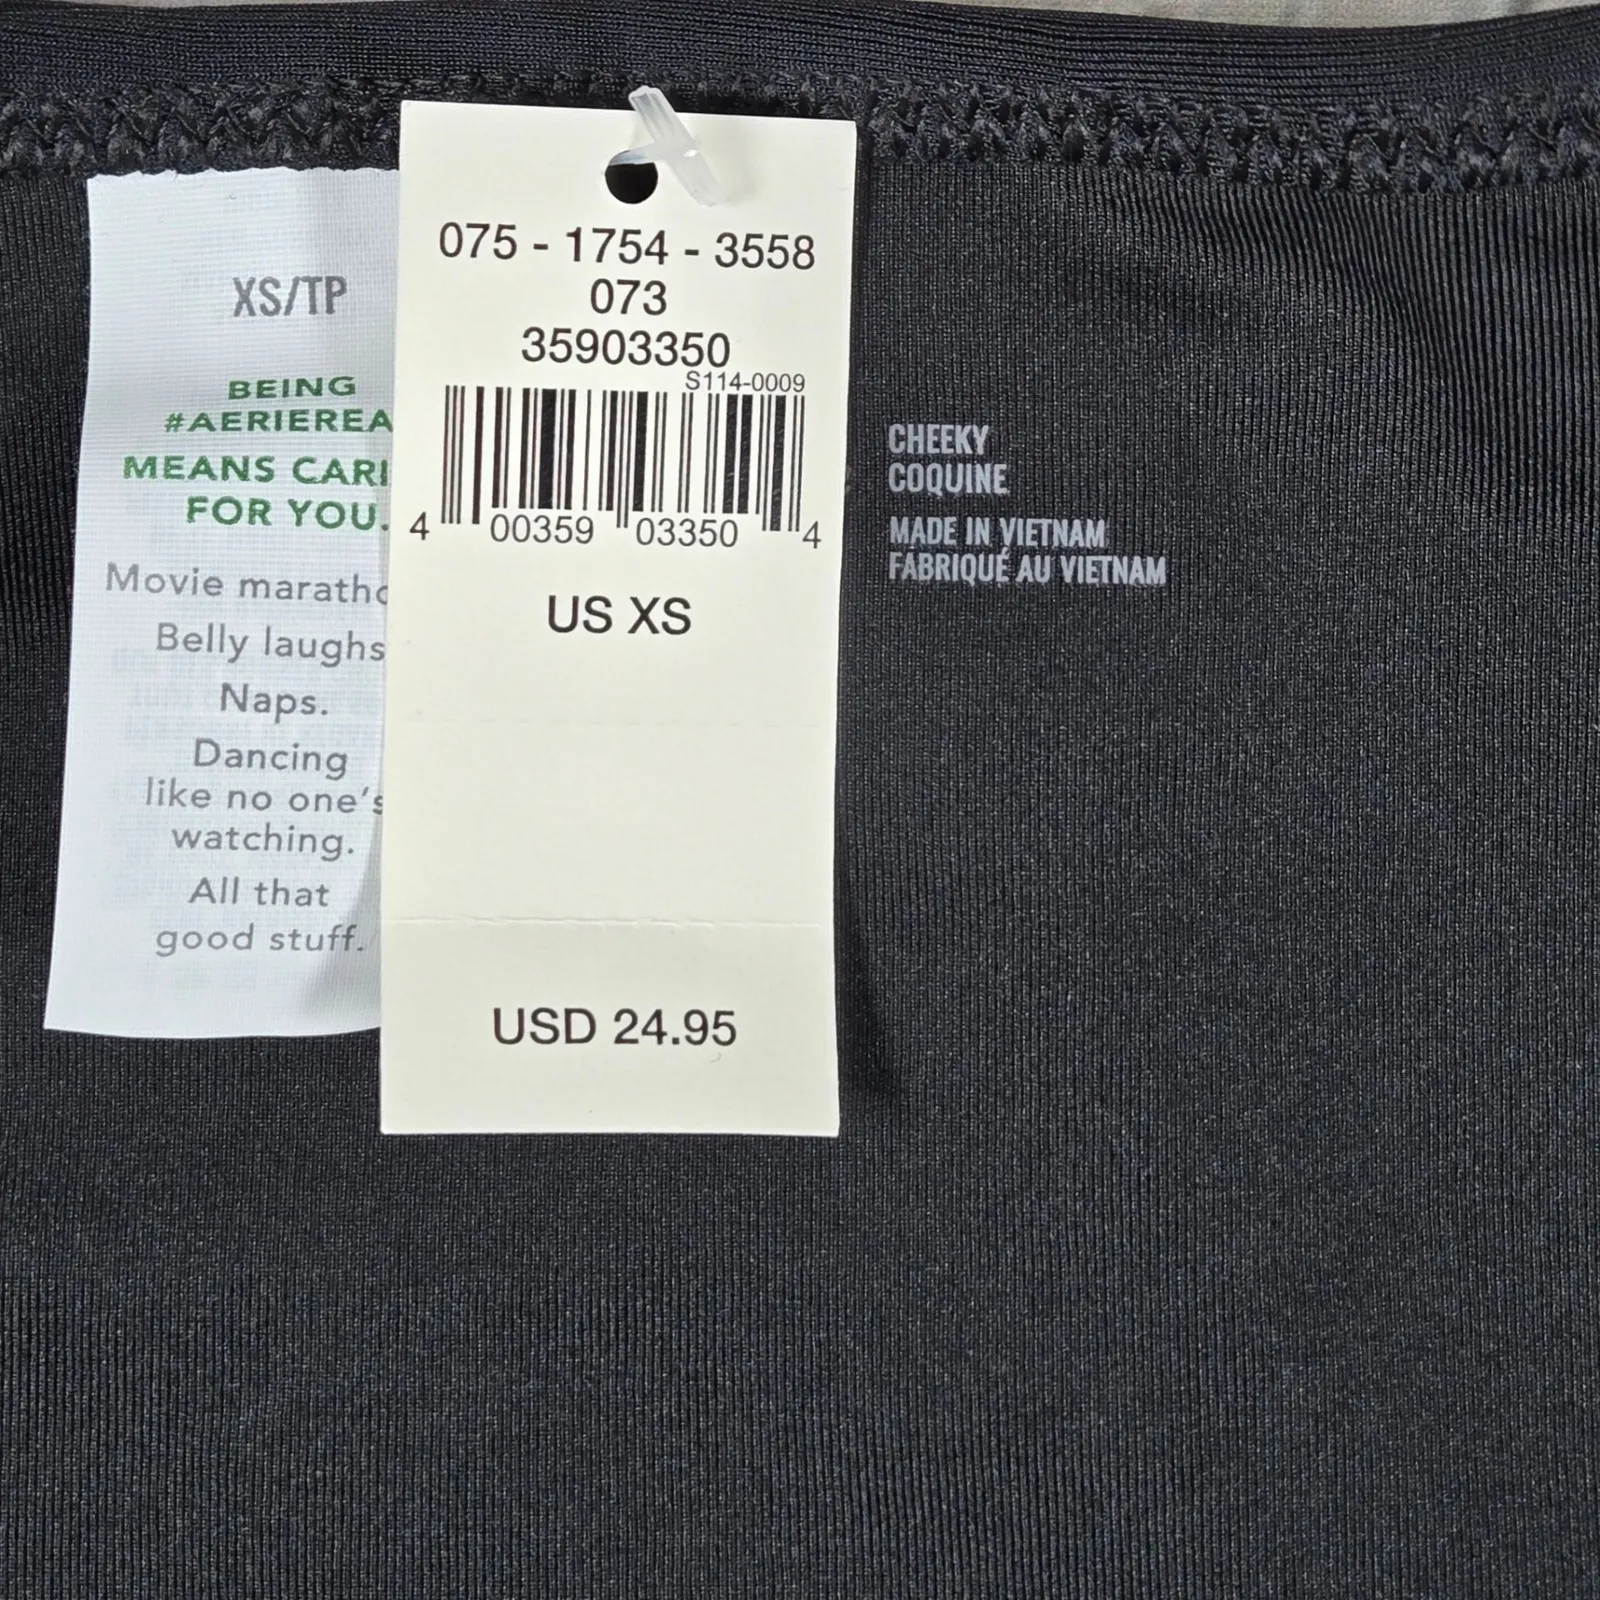 XS/TP
BEING
#AERIEREA
MEANS
FOR YOU.
Movie
Belly laughs
Naps.
Dancing
like no one's
watching.
All that
good stuff.
075 - 1754 - 3558
073
35903350
S114-0009
4 00359 03350 4
US XS
USD 24.95
CHEEKY
COQUINE
MADE IN VIETNAM
FABRIQUÉ AU VIETNAM